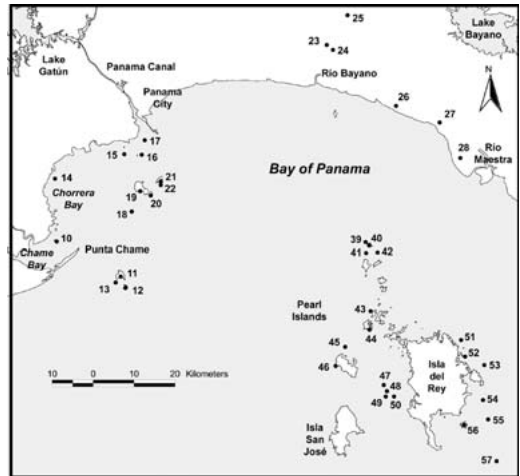 25
Lake
Bayano
23
24
Lake
Gatún
Panama Canal
Río Bayano
N
Panama
City
26
27
17
15
16
28
Río
Maestra
Bay of Panama
14
21
22
19
20
Chorrera
Bay
18
10
Punta Chame
39
40
41
42
Chame
Bay
11
13
12
Pearl
Islands
43
44
45
51
52
46
Isla
del
Rey
53
10
0
10
20
Kilometers
47
48
49
50
54
55
Isla
San
José
56
57